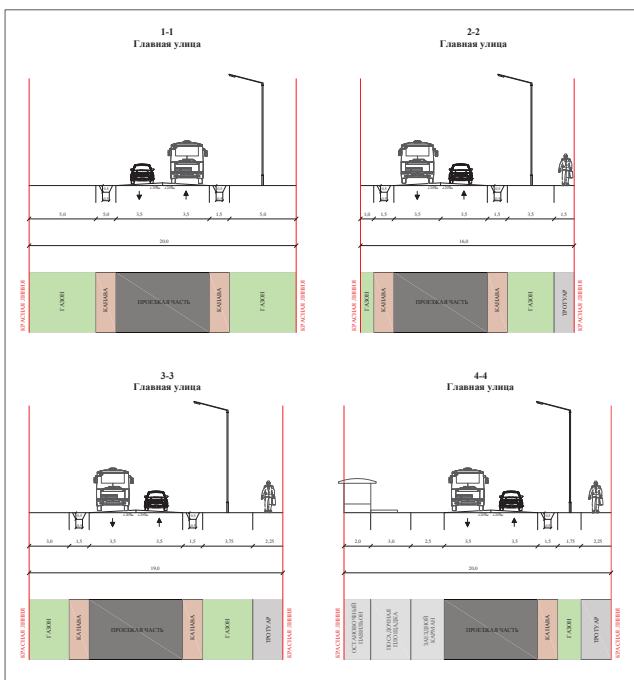 1-1
Главная улица
5,0 5,0 3,5 3,5 1,5 5,0
20,0
КРАСНАЯ ЛИНИЯ
ГАЗОН
КАНАВА
ПРОЕЗЖАЯ ЧАСТЬ
КАНАВА
ГАЗОН
КРАСНАЯ ЛИНИЯ
2-2
Главная улица
1,0 1,5 3,5 3,5 1,5 3,5 1,5
16,0
КРАСНАЯ ЛИНИЯ
ГАЗОН
КАНАВА
ПРОЕЗЖАЯ ЧАСТЬ
КАНАВА
ГАЗОН
ТРОТУАР
КРАСНАЯ ЛИНИЯ
3-3
Главная улица
3,0 1,5 3,5 3,5 1,5 3,75 2,25
19,0
КРАСНАЯ ЛИНИЯ
ГАЗОН
КАНАВА
ПРОЕЗЖАЯ ЧАСТЬ
КАНАВА
ГАЗОН
ТРОТУАР
КРАСНАЯ ЛИНИЯ
4-4
Главная улица
2,0 3,0 2,5 3,5 3,5 1,5 1,75 2,25
20,0
КРАСНАЯ ЛИНИЯ
ОСТАНОВОЧНЫЙ
ПАВИЛЬОН
ПОСАДОЧНАЯ
ПЛОЩАДКА
ЗАЕЗДНОЙ
КАРМАН
ПРОЕЗЖАЯ ЧАСТЬ
КАНАВА
ГАЗОН
ТРОТУАР
КРАСНАЯ ЛИНИЯ